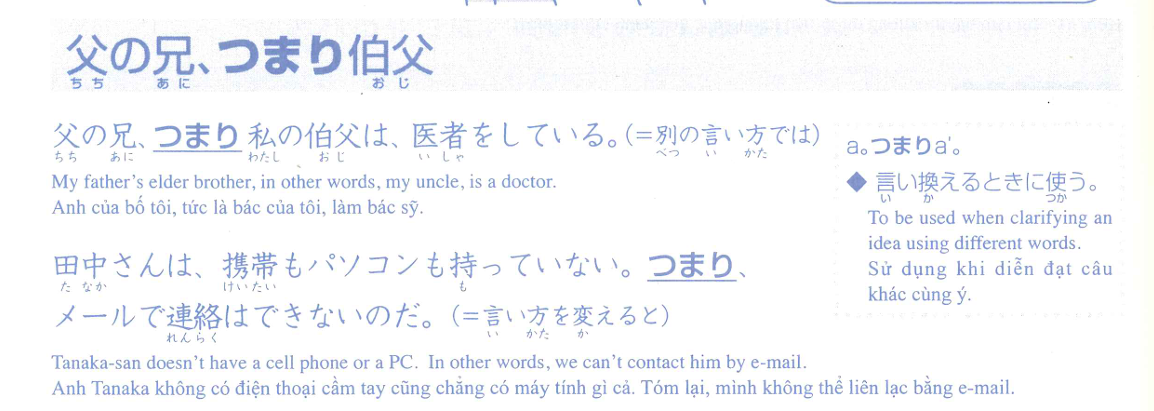 父の兄、つまり伯父
ちち あに おじ
父の兄、つまり私の伯父は、医者をしている。(=別の言い方では)
ちち あに わたし おじ いしゃ べつ い かた
My father's elder brother, in other words, my uncle, is a doctor.
Anh của bố tôi, tức là bác của tôi, làm bác sỹ.
田中さんは、携帯もパソコンも持っていない。つまり、
たなか けいたい も
メールで連絡はできないのだ。(=言い方を変えると)
れんらく い かた か
Tanaka-san doesn't have a cell phone or a PC. In other words, we can't contact him by e-mail.
Anh Tanaka không có điện thoại cầm tay cũng chẳng có máy tính gì cả. Tóm lại, mình không thể liên lạc bằng e-mail.
a。つまりa'。
◆ 言い換えるときに使う。
い か つか
To be used when clarifying an
idea using different words.
Sử dụng khi diễn đạt câu
khác cùng ý.